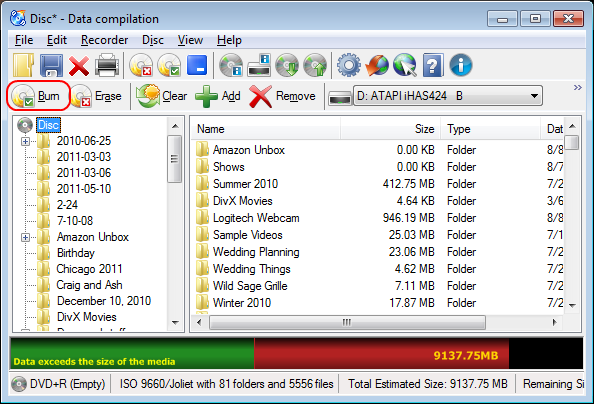 Disc* - Data compilation
File Edit Recorder Disc View Help
Burn Erase Clear Add Remove D: ATAPI iHAS424 B
Disc
2010-06-25
2011-03-03
2011-03-06
2011-05-10
2-24
7-10-08
Amazon Unbox
Birthday
Chicago 2011
Craig and Ash
December 10, 2010
DivX Movies
Name Size Type Dat
Amazon Unbox 0.00 KB Folder 8/8
Shows 0.00 KB Folder 7/2
Summer 2010 412.75 MB Folder 8/2
DivX Movies 4.64 KB Folder 3/6
Logitech Webcam 946.19 MB Folder 8/8
Sample Videos 25.03 MB Folder 7/1
Wedding Planning 23.06 MB Folder 7/2
Wedding Things 4.62 MB Folder 7/2
Wild Sage Grille 7.11 MB Folder 7/2
Winter 2010 17.87 MB Folder 7/2
Data exceeds the size of the media 9137.75MB
DVD+R (Empty) ISO 9660/Joliet with 81 folders and 5556 files Total Estimated Size: 9137.75 MB Remaining Si